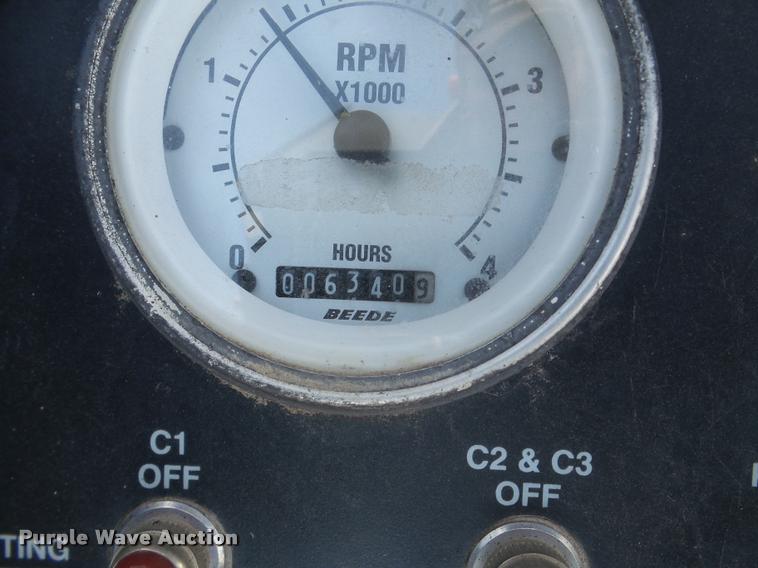 RPM
X1000
1
3
0
4
HOURS
0063409
BEEDE
C1
OFF
C2 & C3
OFF
TING
Purple Wave Auction